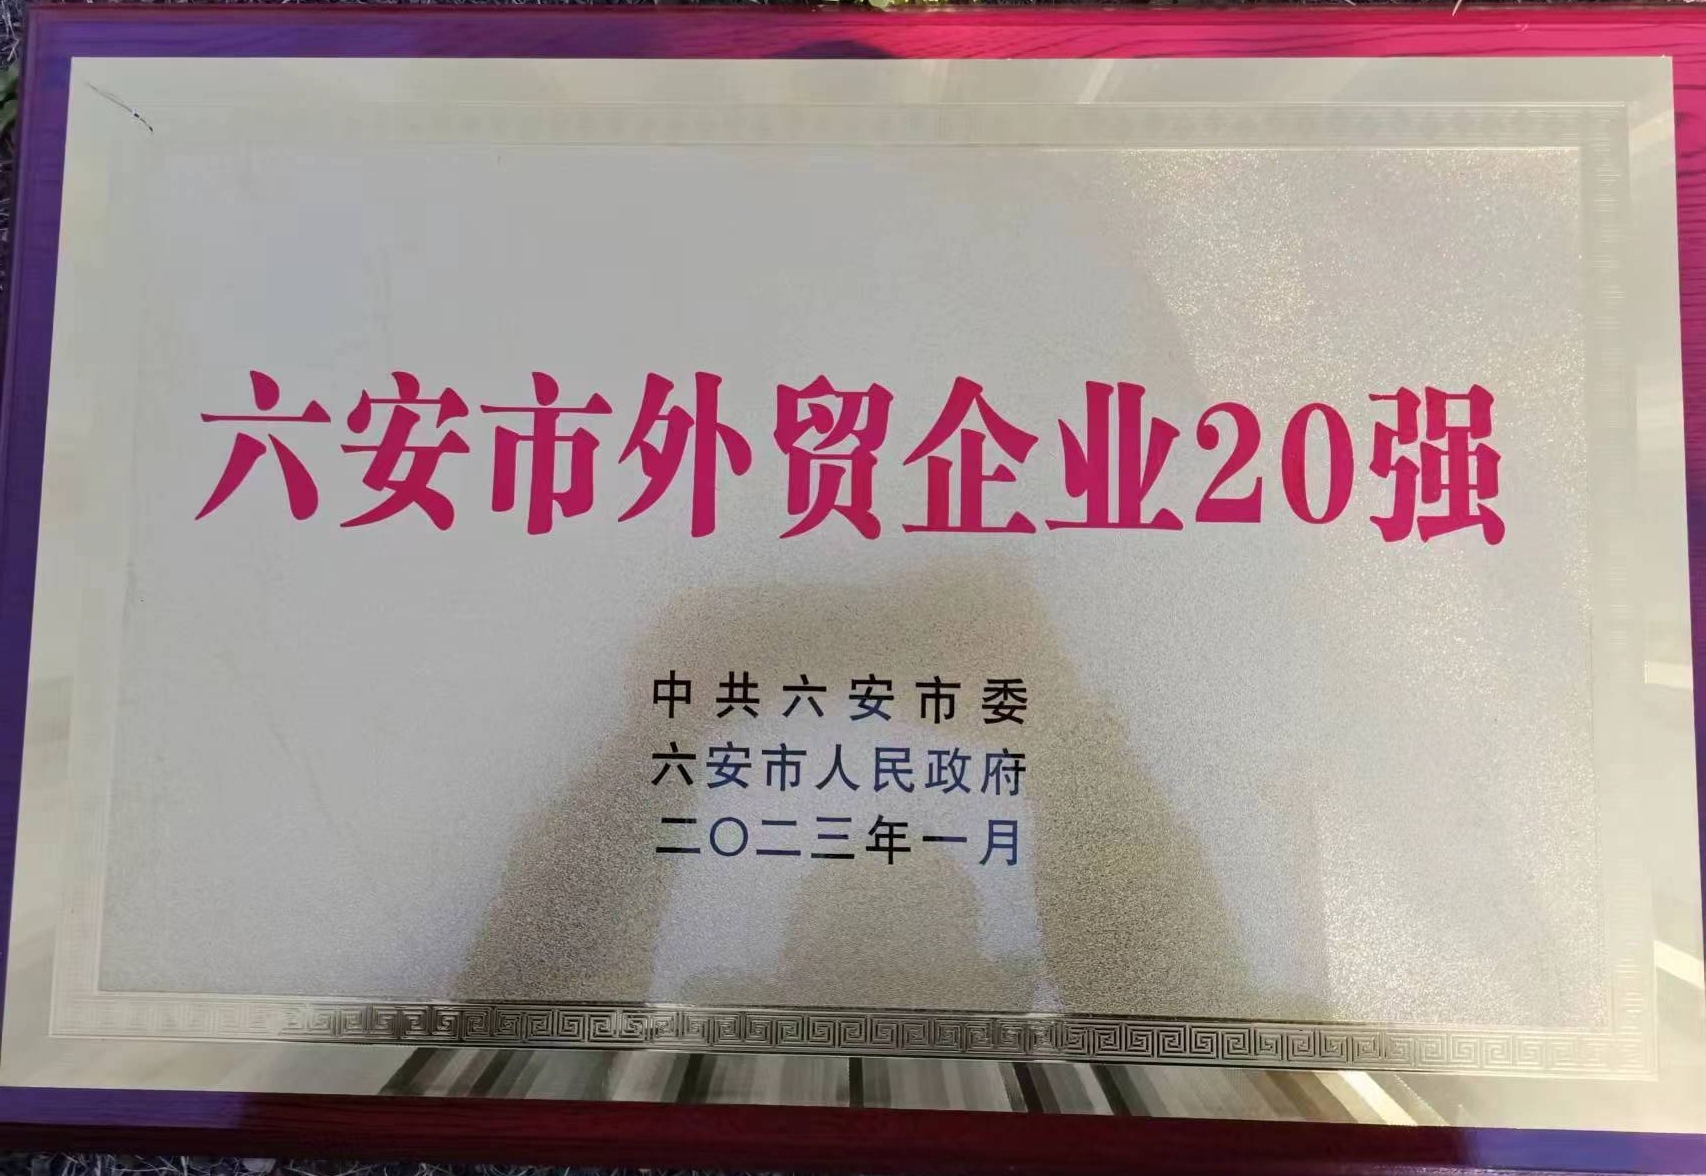 六安市外贸企业20强
中共六安市委
六安市人民政府
二〇二三年一月